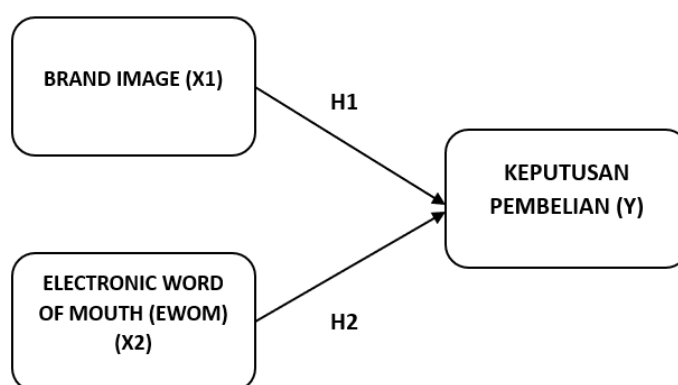 BRAND IMAGE (X1)
H1
KEPUTUSAN
PEMBELIAN (Y)
ELECTRONIC WORD
OF MOUTH (EWOM)
(X2)
H2